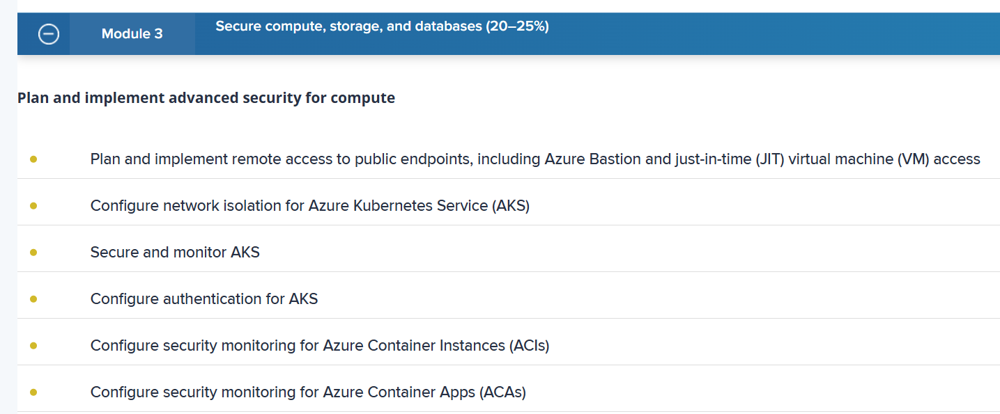 Module 3
Secure compute, storage, and databases (20–25%)
Plan and implement advanced security for compute
Plan and implement remote access to public endpoints, including Azure Bastion and just-in-time (JIT) virtual machine (VM) access
Configure network isolation for Azure Kubernetes Service (AKS)
Secure and monitor AKS
Configure authentication for AKS
Configure security monitoring for Azure Container Instances (ACIs)
Configure security monitoring for Azure Container Apps (ACAs)